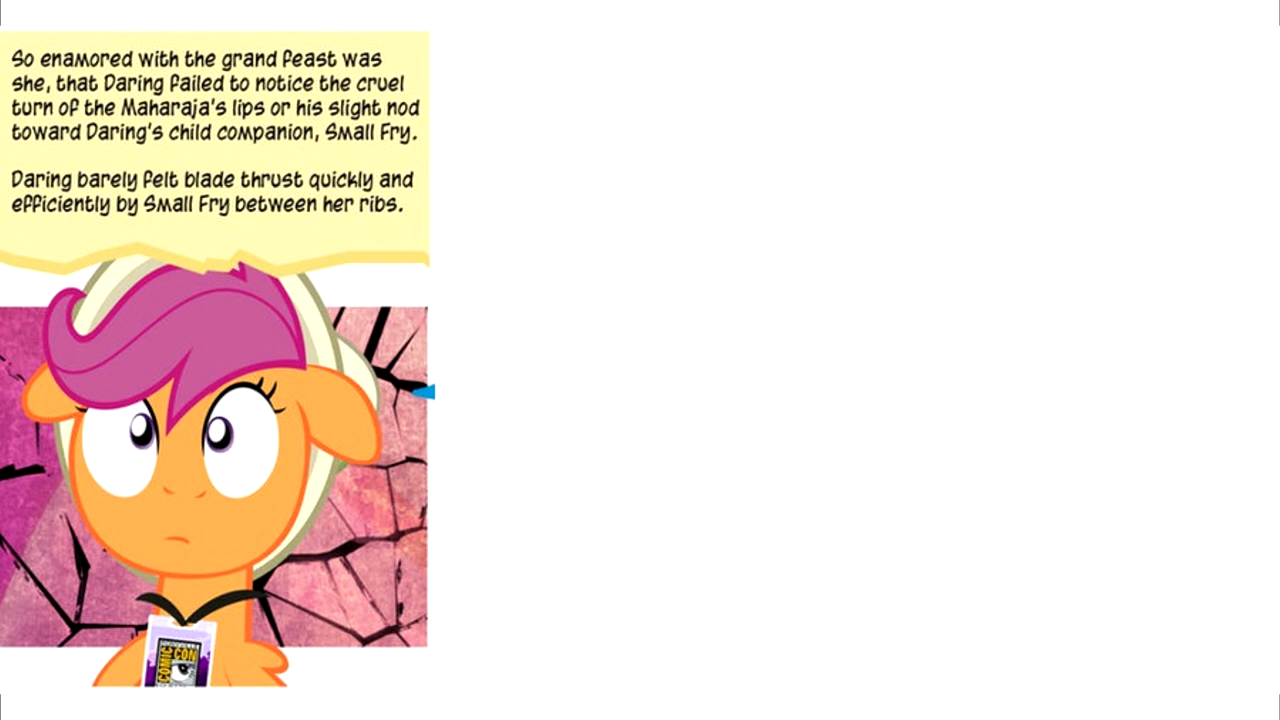 So enamored with the grand feast was
she, that Daring failed to notice the cruel
turn of the Maharaja's lips or his slight nod
toward Daring's child companion, Small Fry.
Daring barely felt blade thrust quickly and
efficiently by Small Fry between her ribs.
COMIC CON